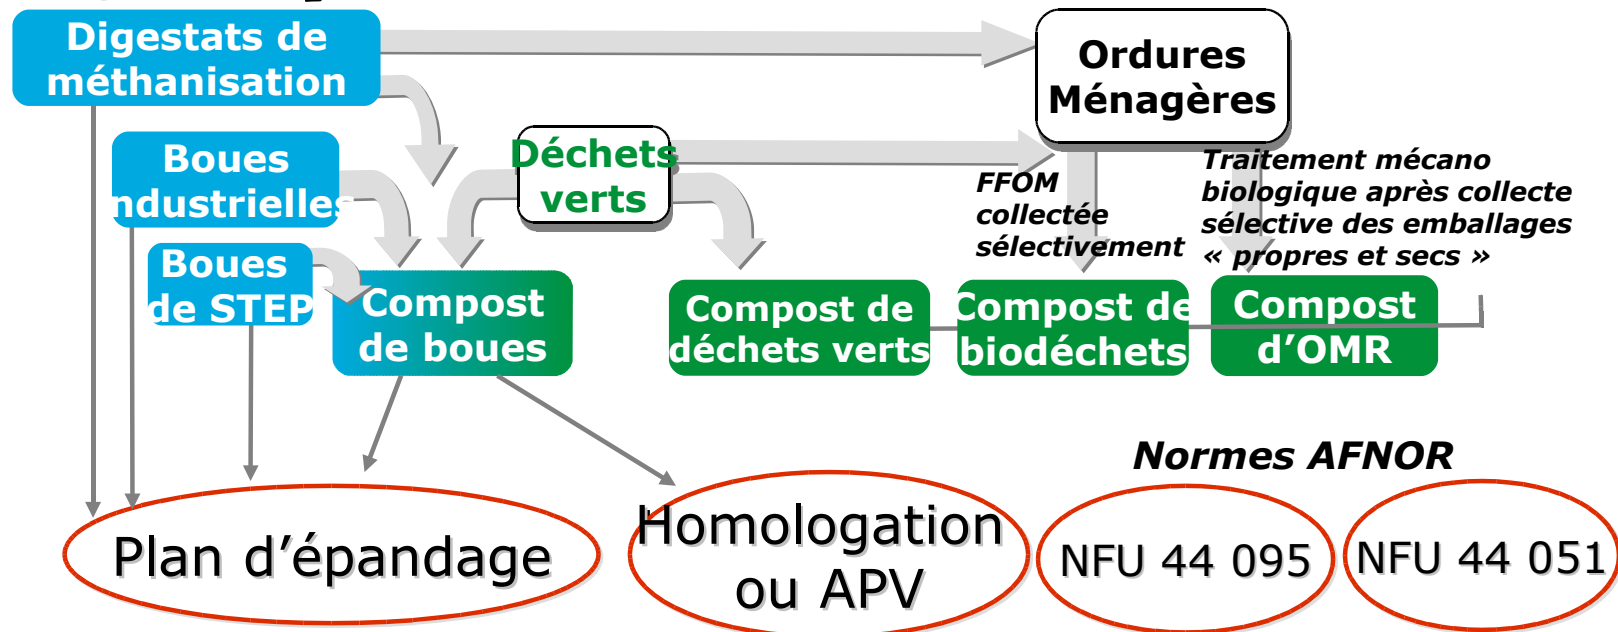 Digestats de
méthanisation
Ordures
Ménagères
Boues
industrielles
Déchets
verts
FFOM
collectée
sélectivement
Traitement mécano
biologique après collecte
sélective des emballages
« propres et secs »
Boues
de STEP
Compost
de boues
Compost de
déchets verts
Compost de
biodéchets
Compost
d’OMR
Normes AFNOR
Plan d’épandage
Homologation
ou APV
NFU 44 095
NFU 44 051